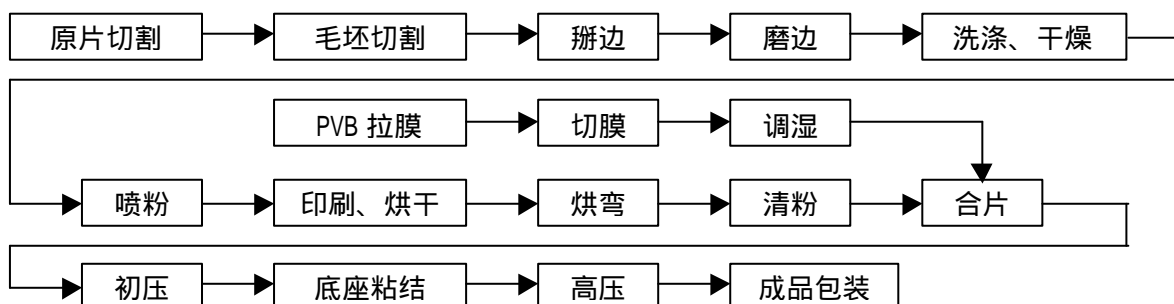 原片切割 毛坯切割 掰边 磨边 洗涤、干燥
PVB 拉膜 切膜 调湿
喷粉 印刷、烘干 烘弯 清粉 合片
初压 底座粘结 高压 成品包装